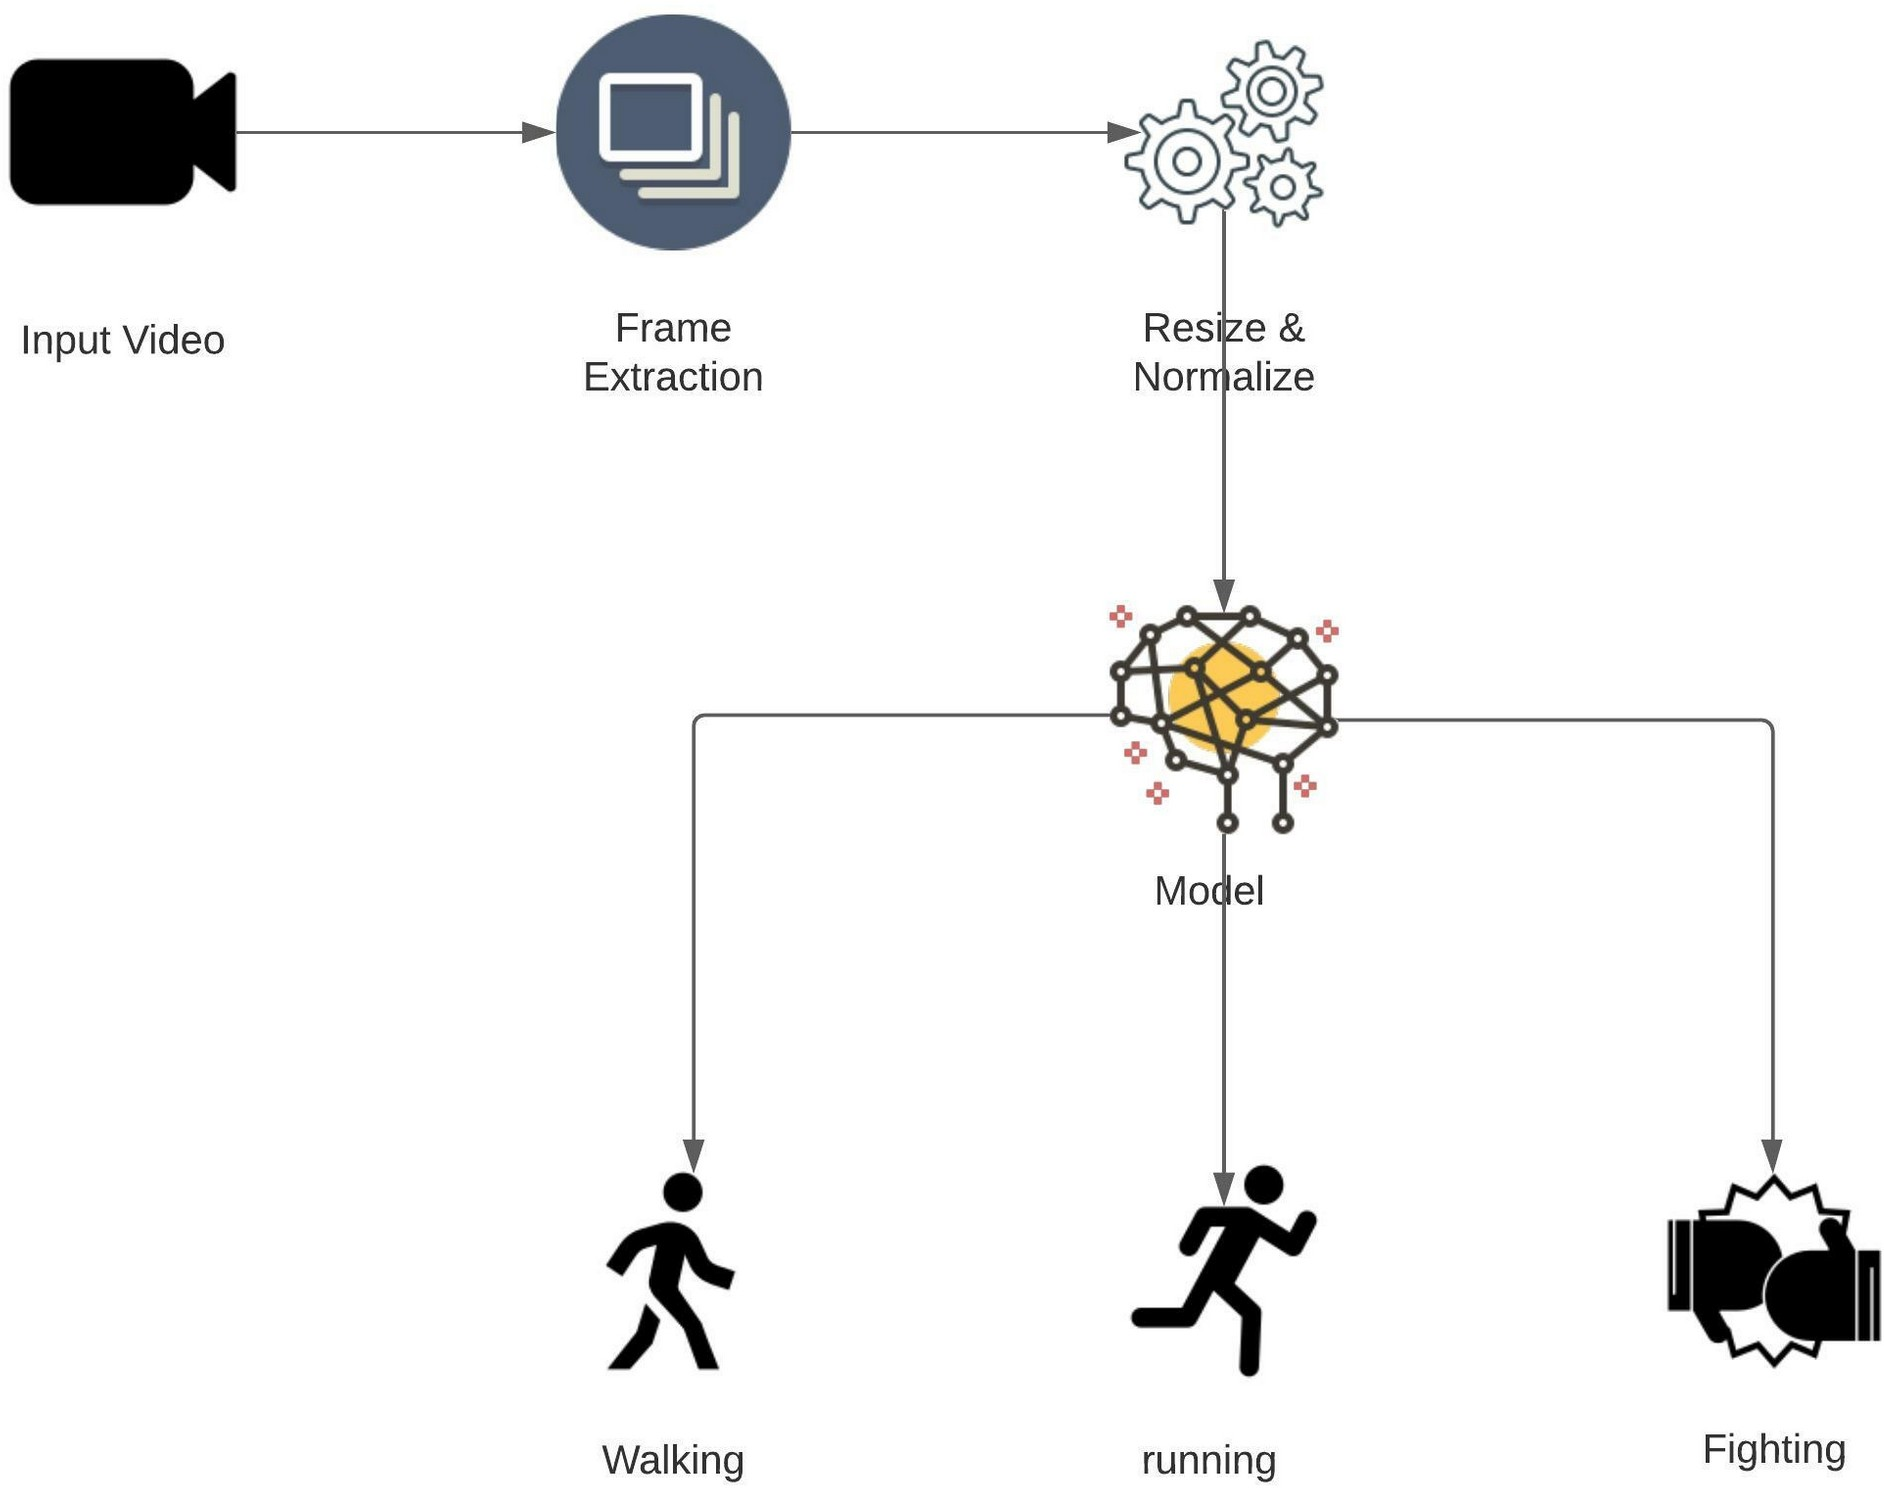 Input Video
Frame
Extraction
Resize &
Normalize
Model
Walking
running
Fighting